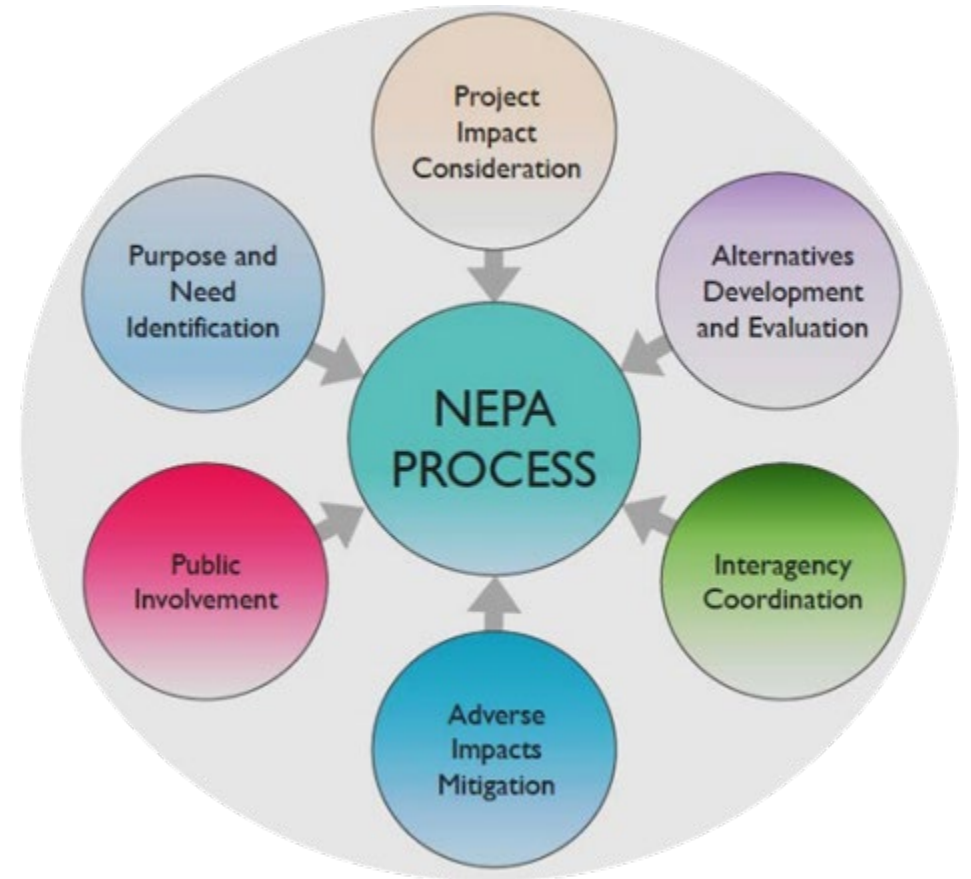 Project
Impact
Consideration
Purpose and
Need
Identification
Alternatives
Development
and Evaluation
NEPA
PROCESS
Public
Involvement
Interagency
Coordination
Adverse
Impacts
Mitigation